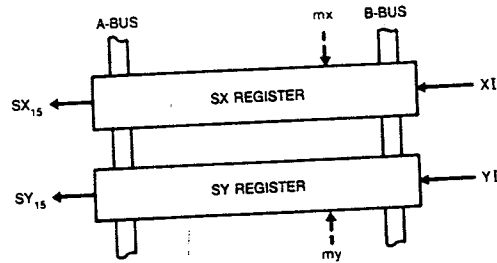 A-BUS mx B-BUS
SX REGISTER
SX15
XI
SY REGISTER
SY15
YI
my